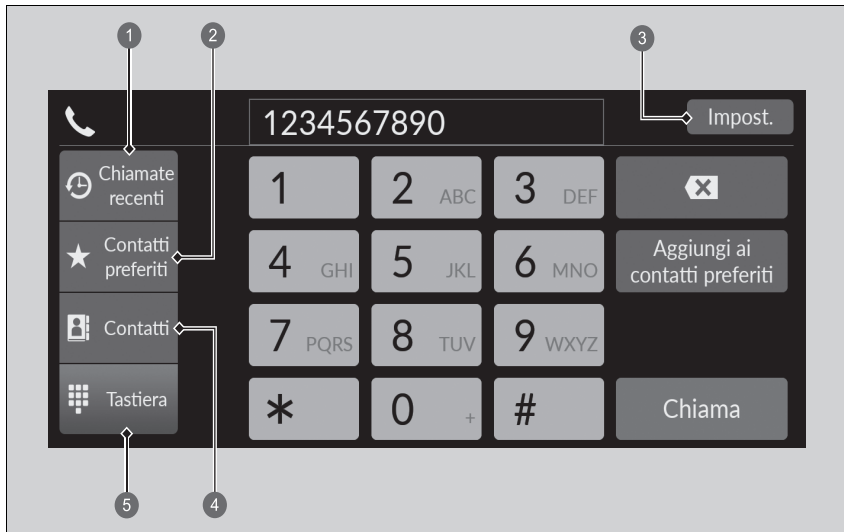 1
2
3
1234567890
Impost.
Chiamate
recenti
Contatti
preferiti
Contatti
Tastiera
1
2 ABC
3 DEF
4 GHI
5 JKL
6 MNO
7 PQRS
8 TUV
9 WXYZ
*
0 +
#
Aggiungi ai
contatti preferiti
Chiama
5
4